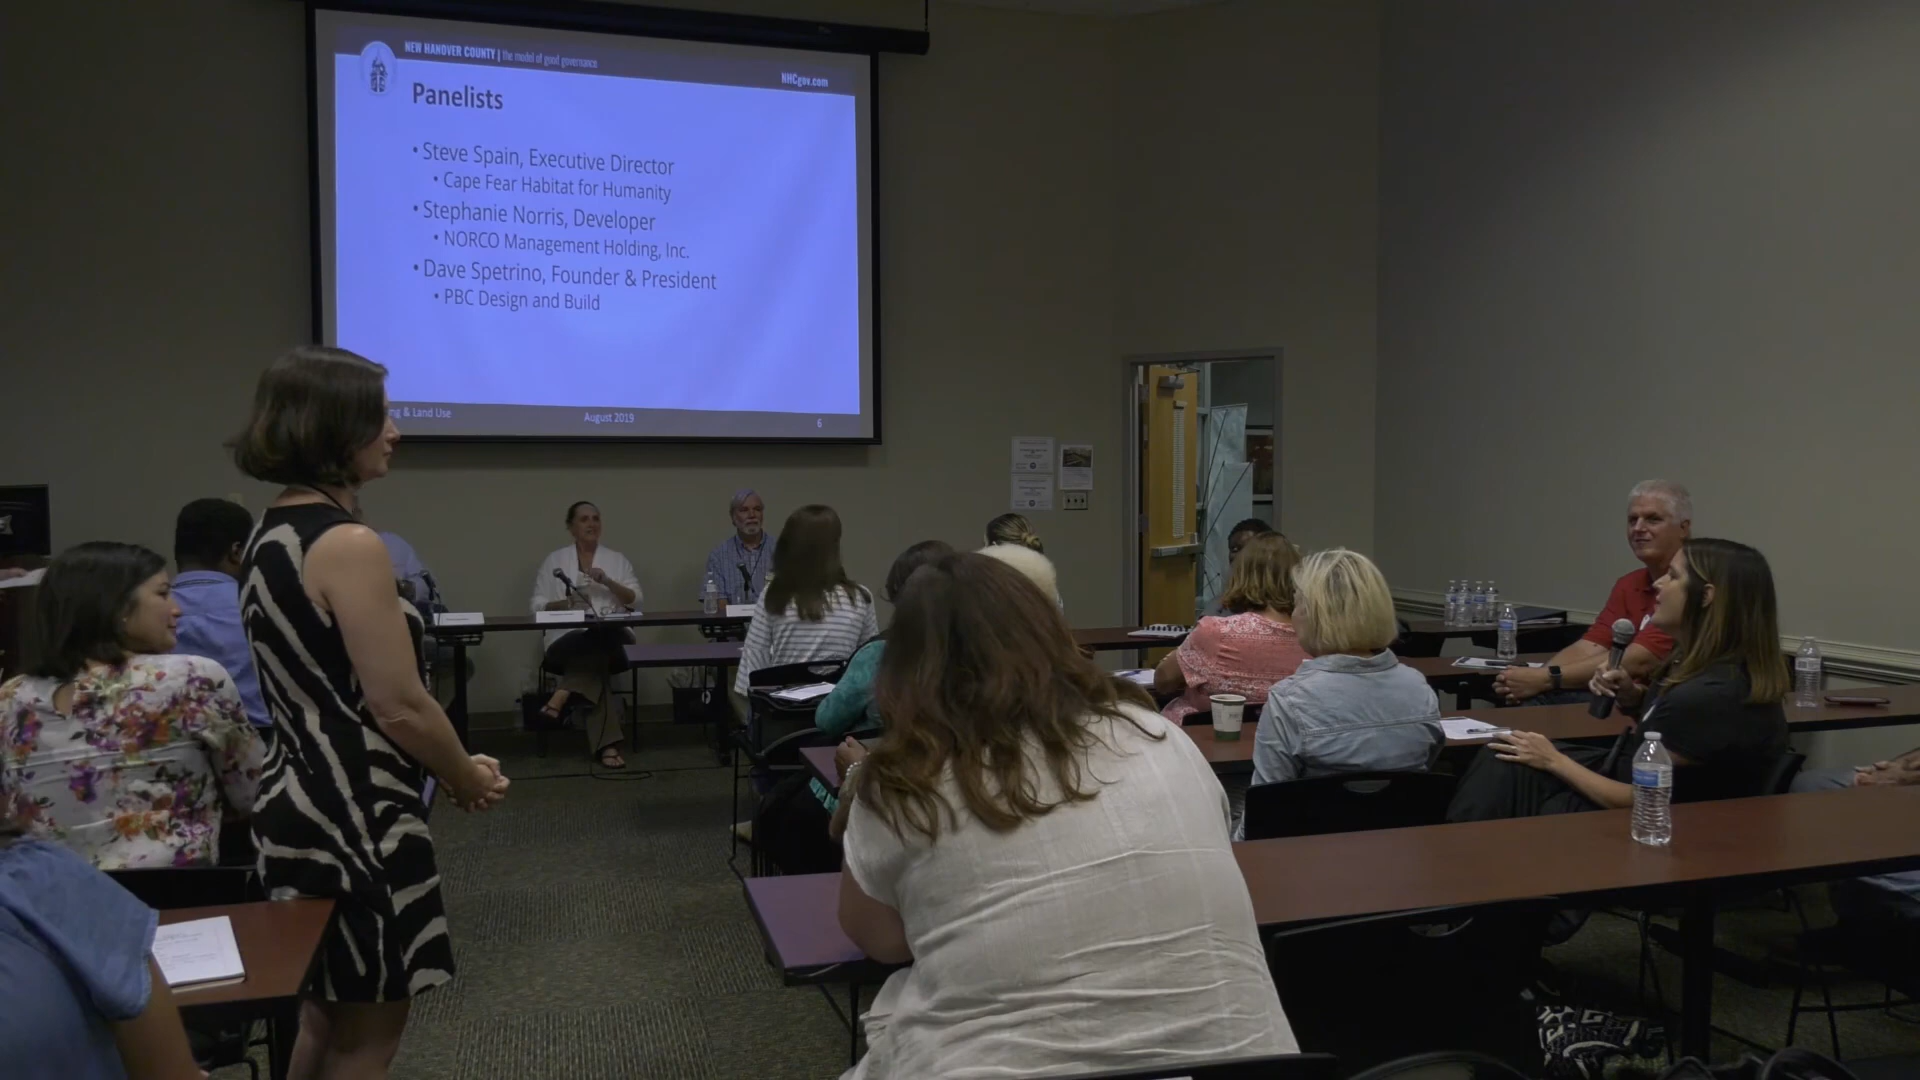 NEW HANOVER COUNTY | the model of good governance
NHCgov.com
Panelists
• Steve Spain, Executive Director
• Cape Fear Habitat for Humanity
• Stephanie Norris, Developer
• NORCO Management Holding, Inc.
• Dave Spetrino, Founder & President
• PBC Design and Build
& Land Use
August 2019
6